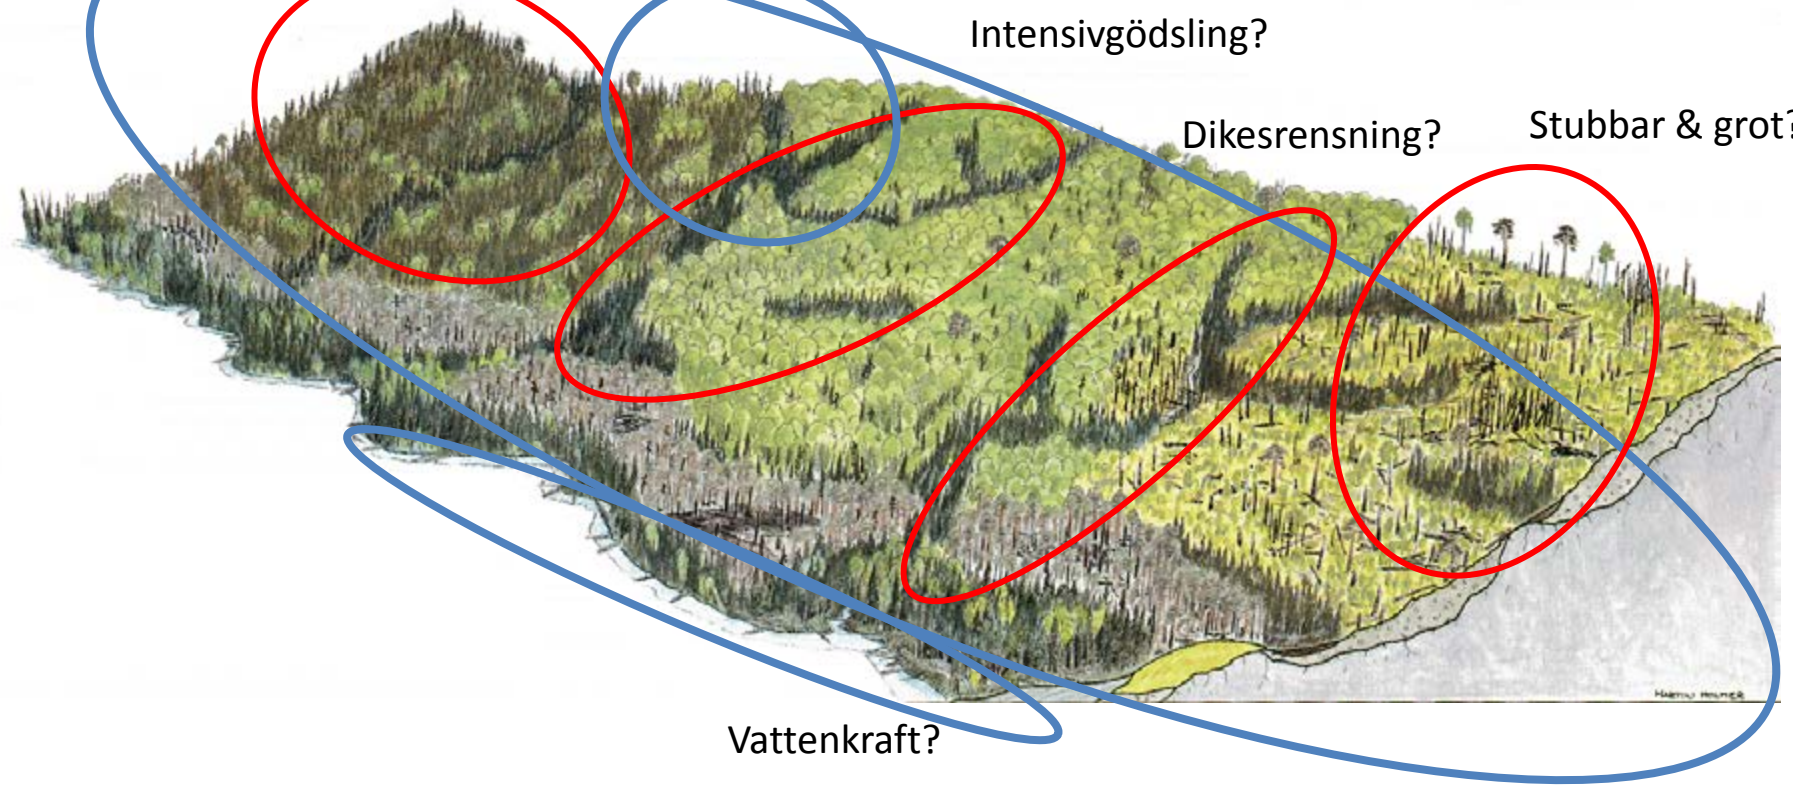 Intensivgödsling?
Dikesrensning?
Stubbar & grot?
Vattenkraft?